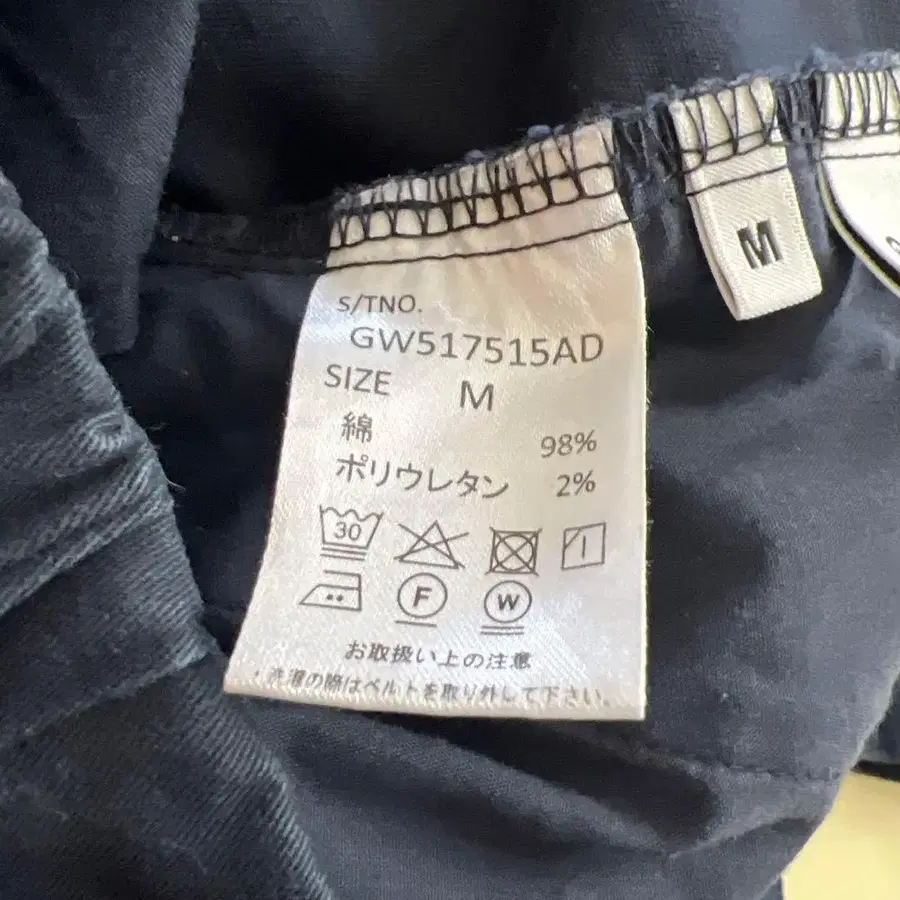 S/TNO.
GW517515AD
SIZE M
綿 98%
ポリウレタン 2%
30
F W
お取扱い上の注意
・洗濯の際はベルトを取り外して下さい。
M